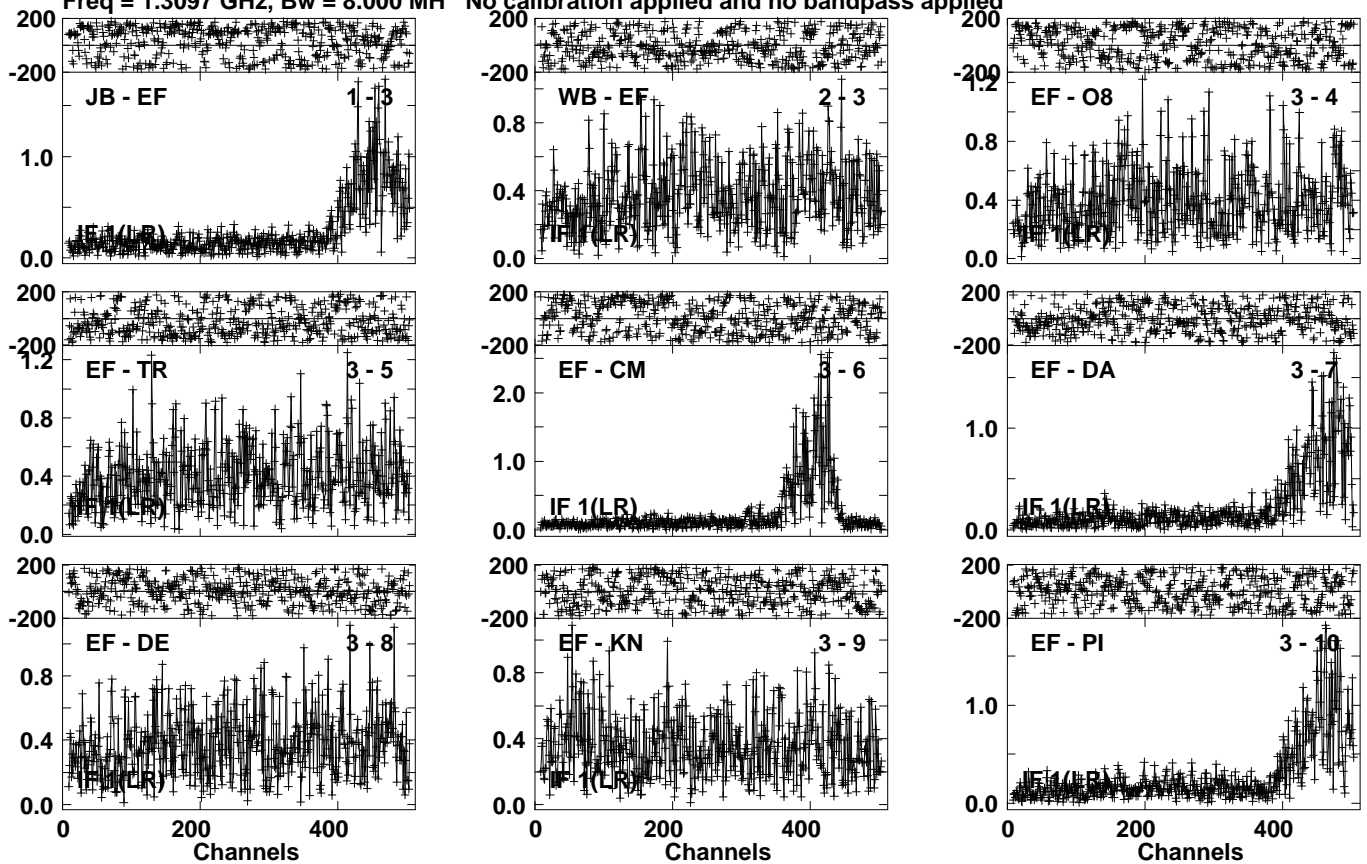 Freq = 1.3097 GHz, Bw = 8.000 MH No calibration applied and no bandpass applied
200 200 200
-200 -200 -200
JB - EF 1 - 3 WB - EF 2 - 3 EF - O8 3 - 4
1.2
1.0 0.8 0.8
0.4 0.4
IF 1(LR) IF 1(LR) IF 1(LR)
0.0 0.0 0.0
200 200 200
-200 -200 -200
1.2
EF - TR 3 - 5 EF - CM 3 - 6 EF - DA 3 - 7
0.8 2.0 1.0
0.4 1.0
IF 1(LR) IF 1(LR) IF 1(LR)
0.0 0.0 0.0
200 200 200
-200 -200 -200
EF - DE 3 - 8 EF - KN 3 - 9 EF - PI 3 - 10
0.8 0.8 1.0
0.4 0.4
IF 1(LR) IF 1(LR) IF 1(LR)
0.0 0.0 0.0
0 200 400 0 200 400 0 200 400
Channels Channels Channels